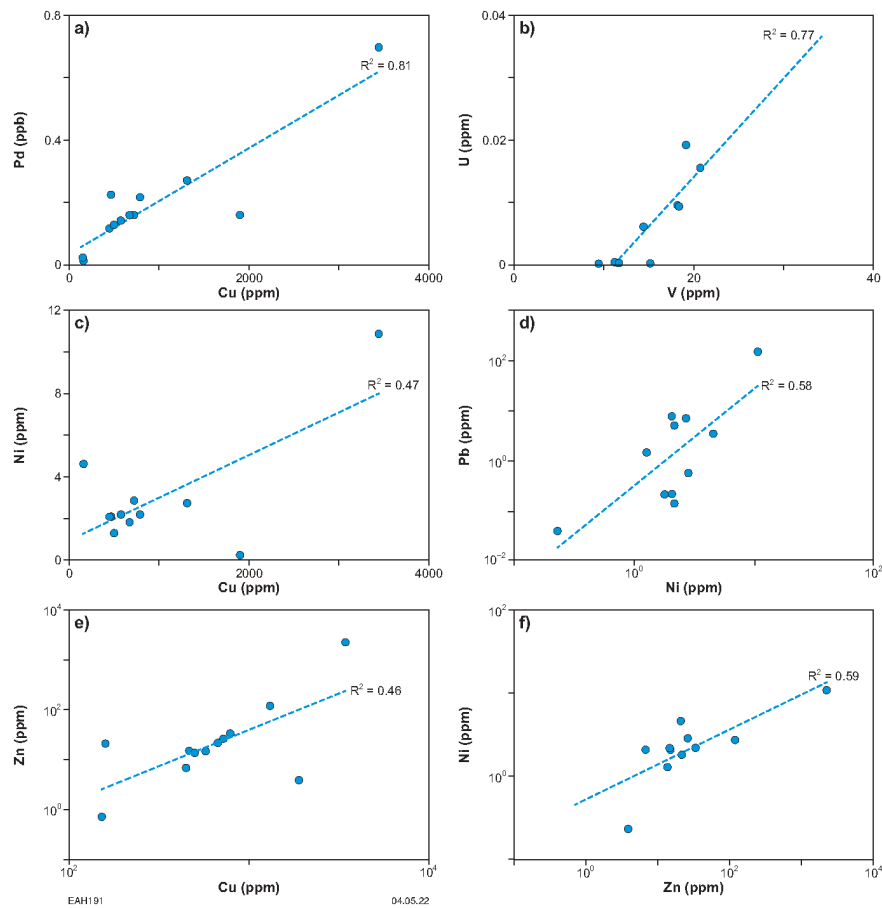 a)
0.8
0.4
0
Pd (ppb)
R² = 0.81
0
2000
4000
Cu (ppm)
b)
0.04
0.02
0
U (ppm)
R² = 0.77
0
20
40
V (ppm)
c)
12
8
4
0
Ni (ppm)
R² = 0.47
0
2000
4000
Cu (ppm)
d)
10²
10⁰
10⁻²
Pb (ppm)
R² = 0.58
10⁰
10²
Ni (ppm)
e)
10⁴
10²
10⁰
Zn (ppm)
R² = 0.46
10²
10⁴
Cu (ppm)
f)
10²
10⁰
Ni (ppm)
R² = 0.59
10⁰
10²
10⁴
Zn (ppm)
EAH191
04.05.22